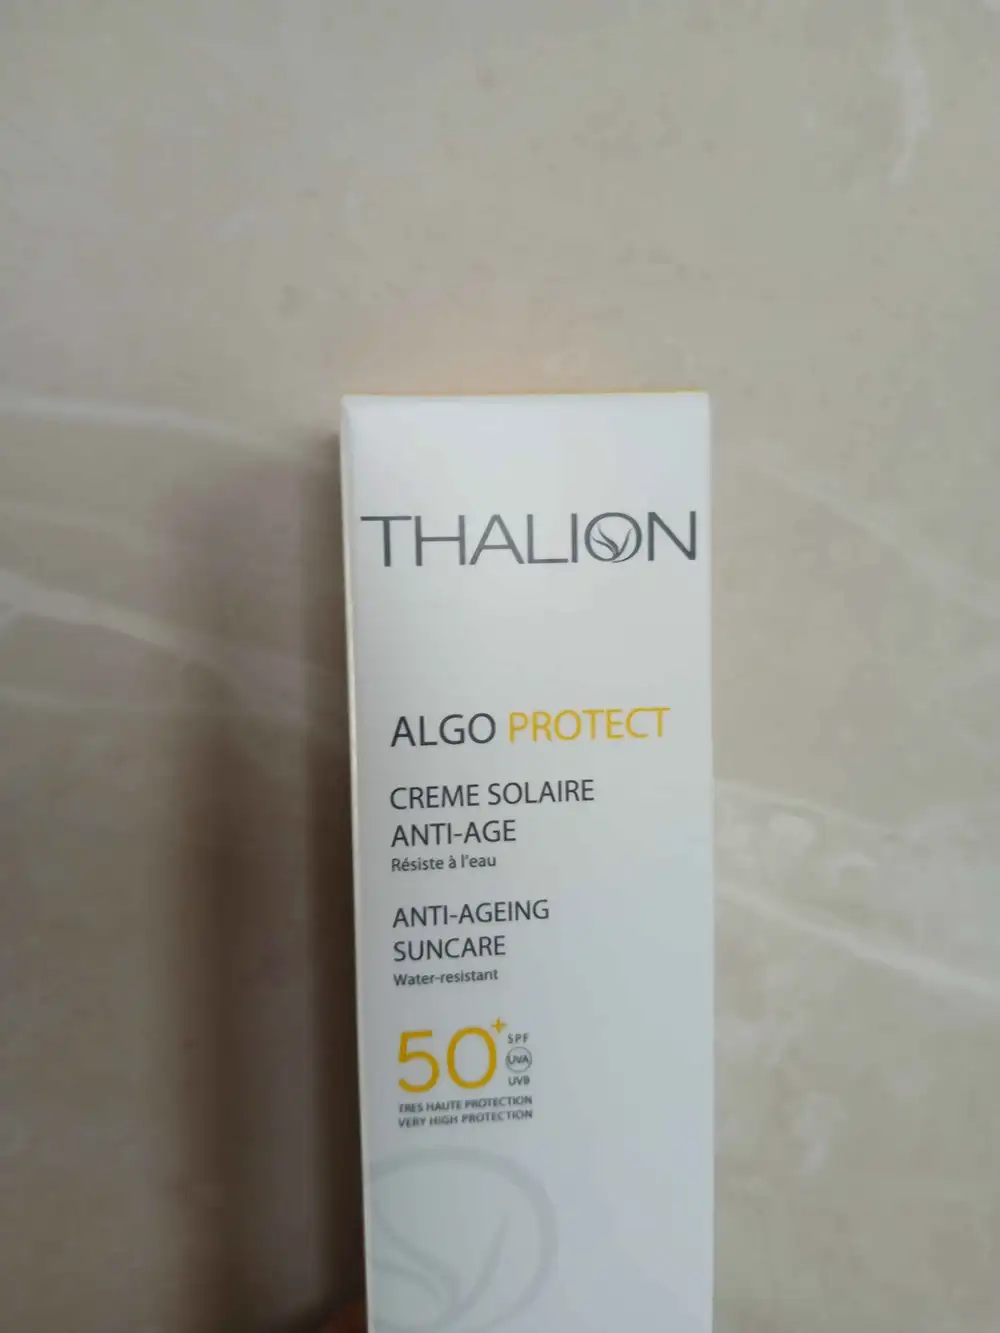 THALION
ALGO PROTECT
CREME SOLAIRE
ANTI-AGE
Résiste à l'eau
ANTI-AGEING
SUNCARE
Water-resistant
50+ SPF
UVA
UVB
TRES HAUTE PROTECTION
VERY HIGH PROTECTION